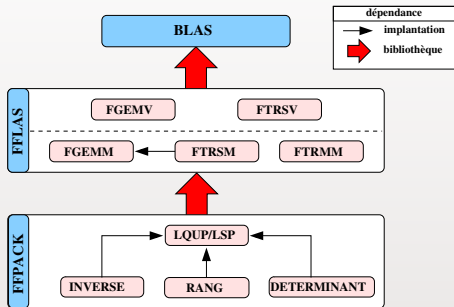 BLAS
dépendance
implantation
bibliothèque
FFLAS
FGEMV FTRSV
FGEMM FTRSM FTRMM
FFPACK
LQUP/LSP
INVERSE RANG DETERMINANT